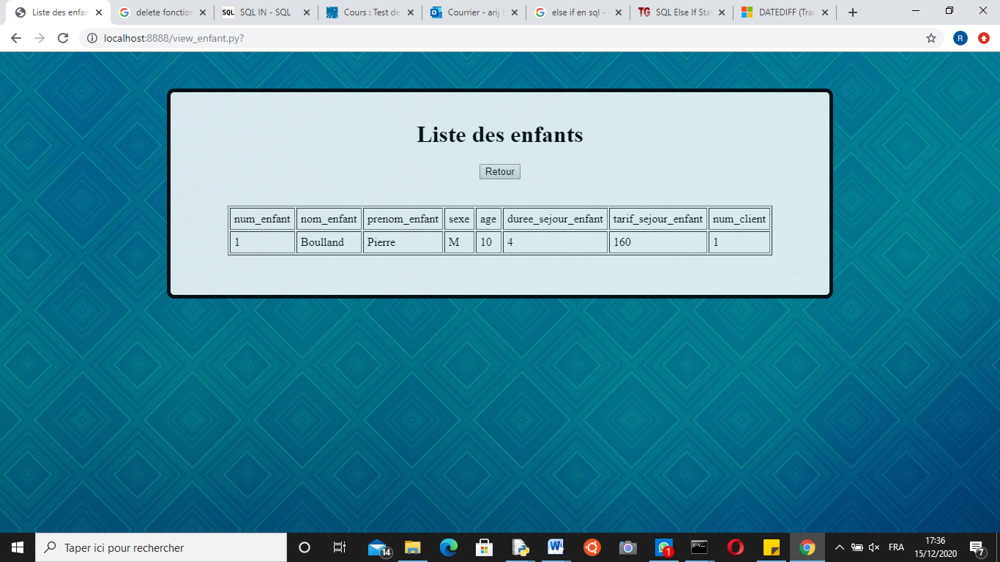 Liste des enfan
delete fonction
SQL
SQL IN - SQL
Cours : Test de
Courrier - arij b
else if en sql -
TG
SQL Else If Stat
DATEDIFF (Tran
localhost:8888/view_enfant.py?
R
Liste des enfants
Retour
num_enfant nom_enfant prenom_enfant sexe age duree_sejour_enfant tarif_sejour_enfant num_client
1 Boulland Pierre M 10 4 160 1
Taper ici pour rechercher
14
1
FRA
17:36
15/12/2020
7